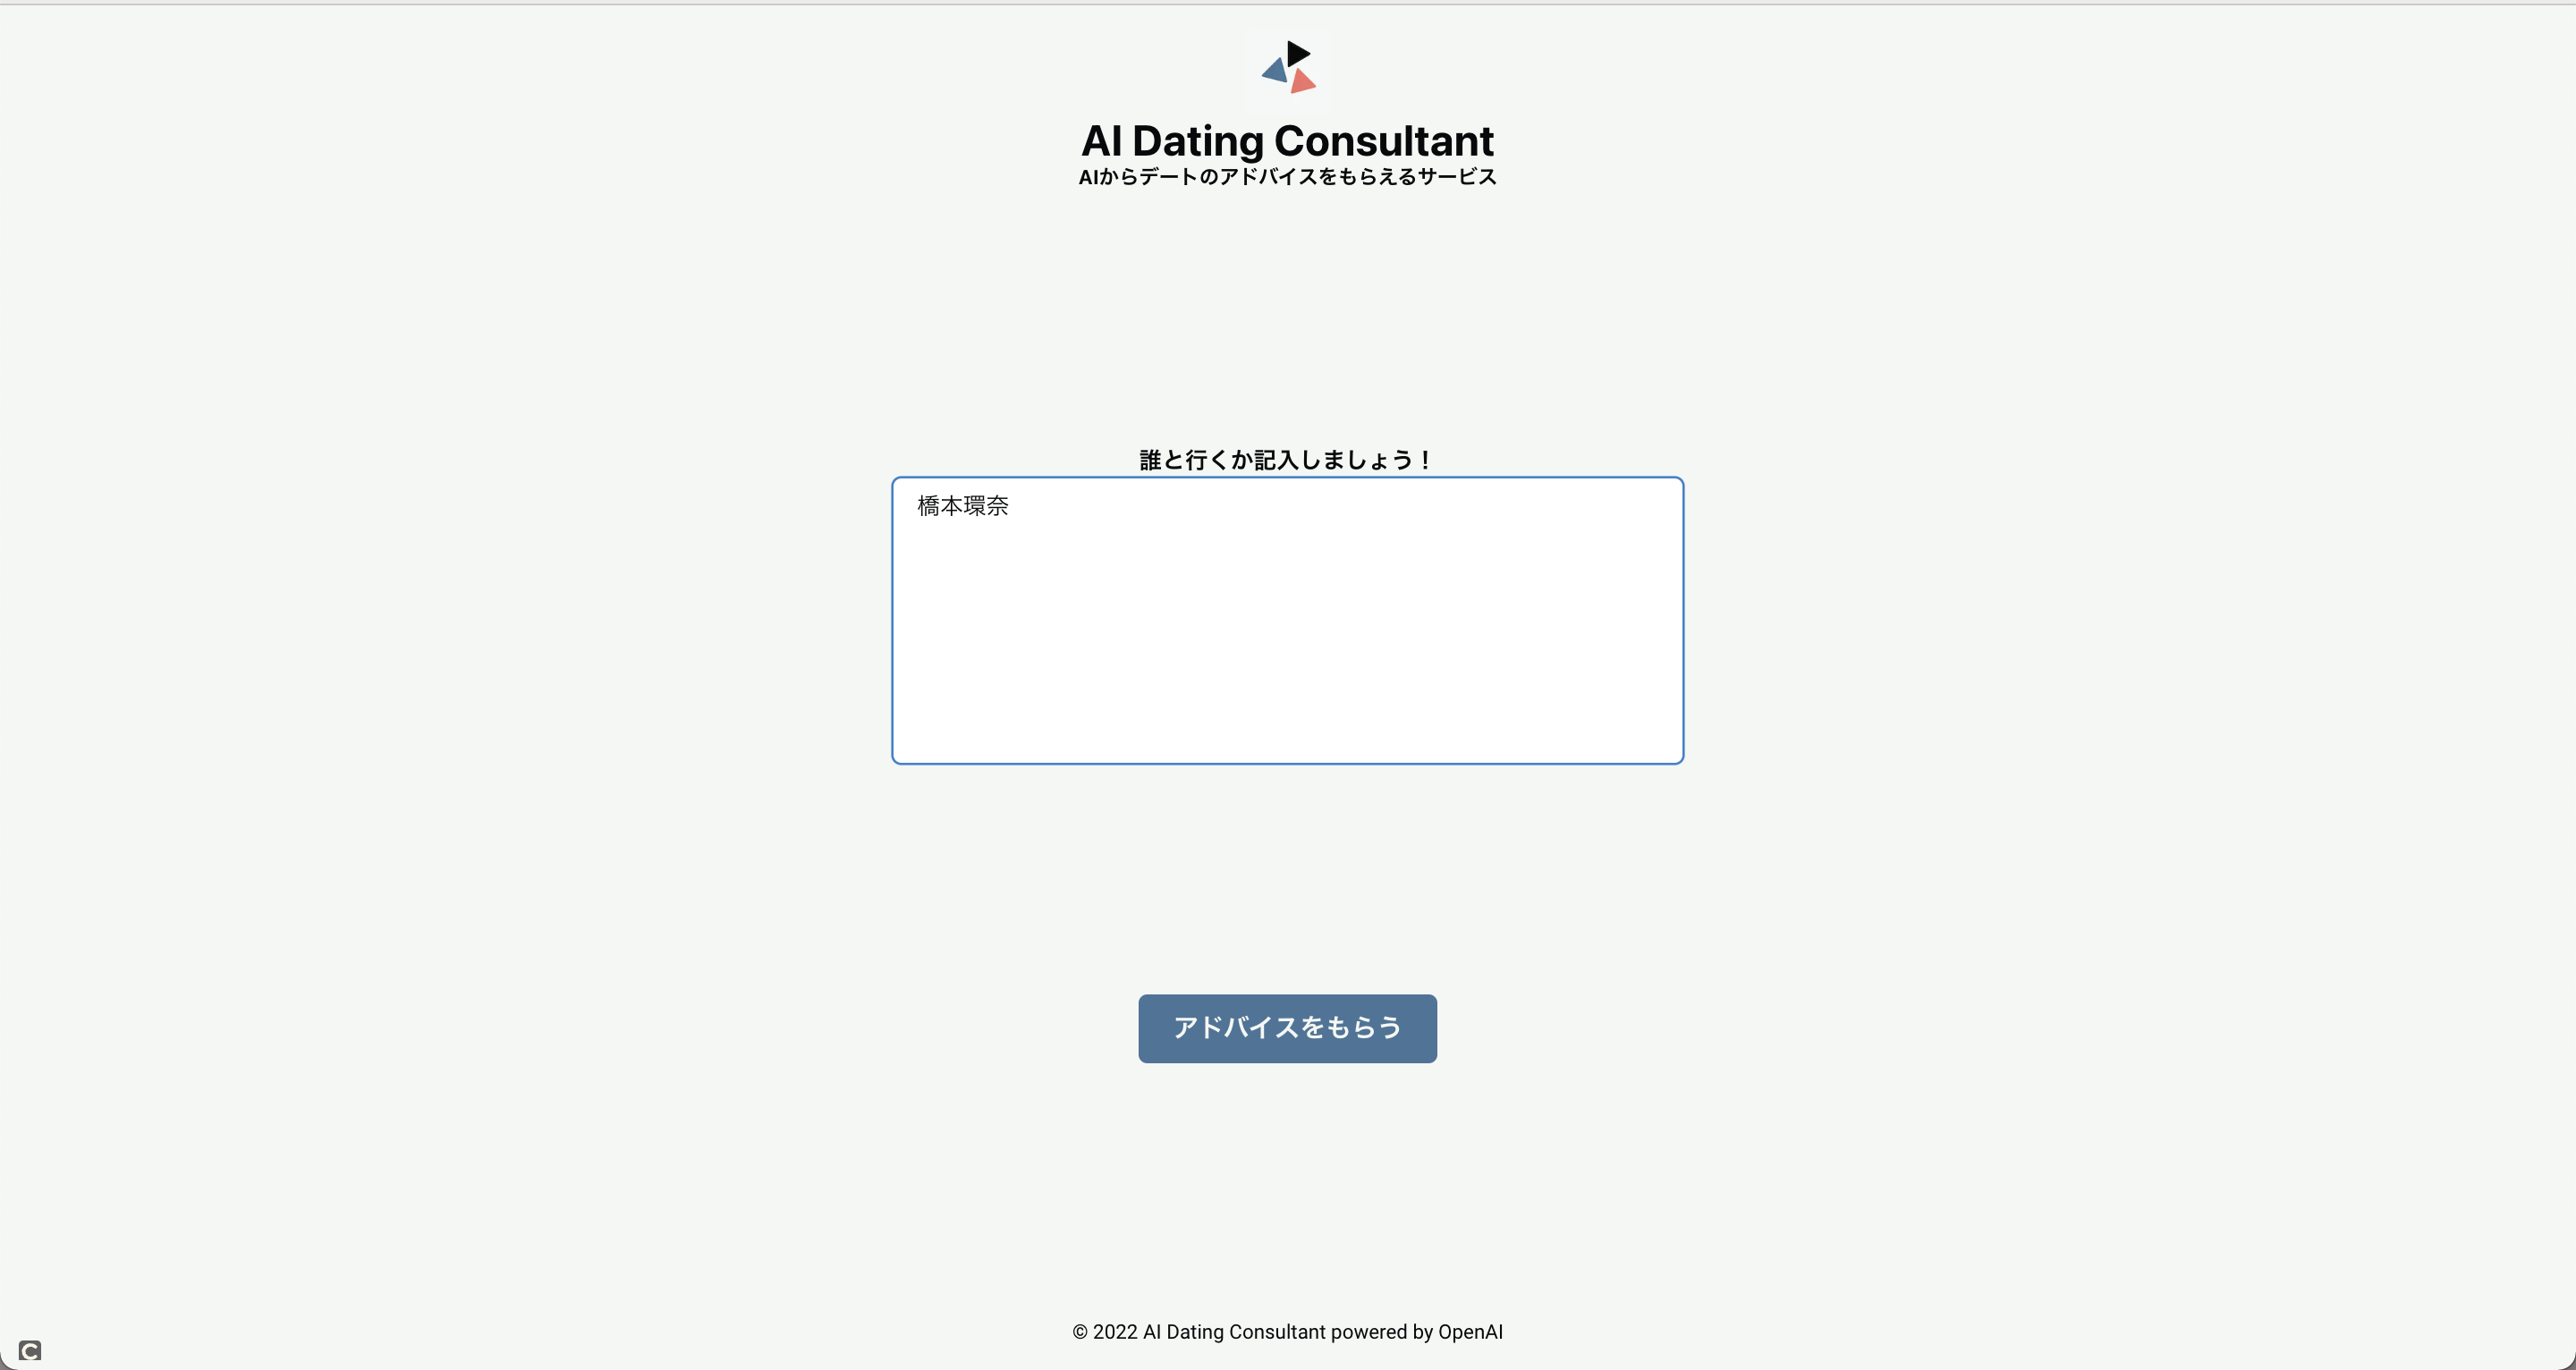 AI Dating Consultant
AIからデートのアドバイスをもらえるサービス
誰と行くか記入しましょう！
橋本環奈
アドバイスをもらう
© 2022 AI Dating Consultant powered by OpenAI
C